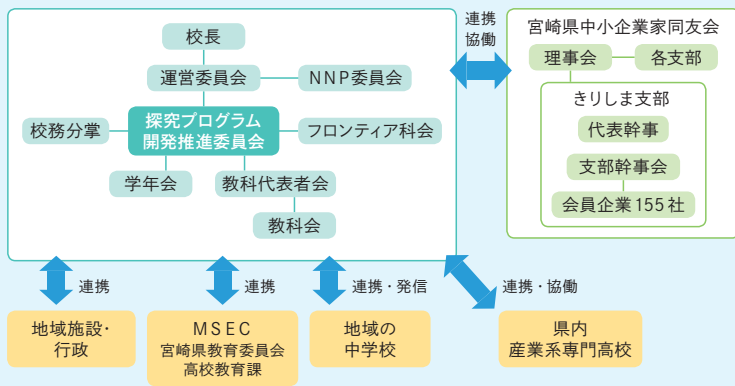 校長
運営委員会
NNP委員会
校務分掌
探究プログラム
開発推進委員会
フロンティア科会
学年会
教科代表者会
教科会
連携
協働
宮崎県中小企業家同友会
理事会
各支部
きりしま支部
代表幹事
支部幹事会
会員企業155社
連携
連携
連携・発信
連携・協働
地域施設・
行政
MSEC
宮崎県教育委員会
高校教育課
地域の
中学校
県内
産業系専門高校